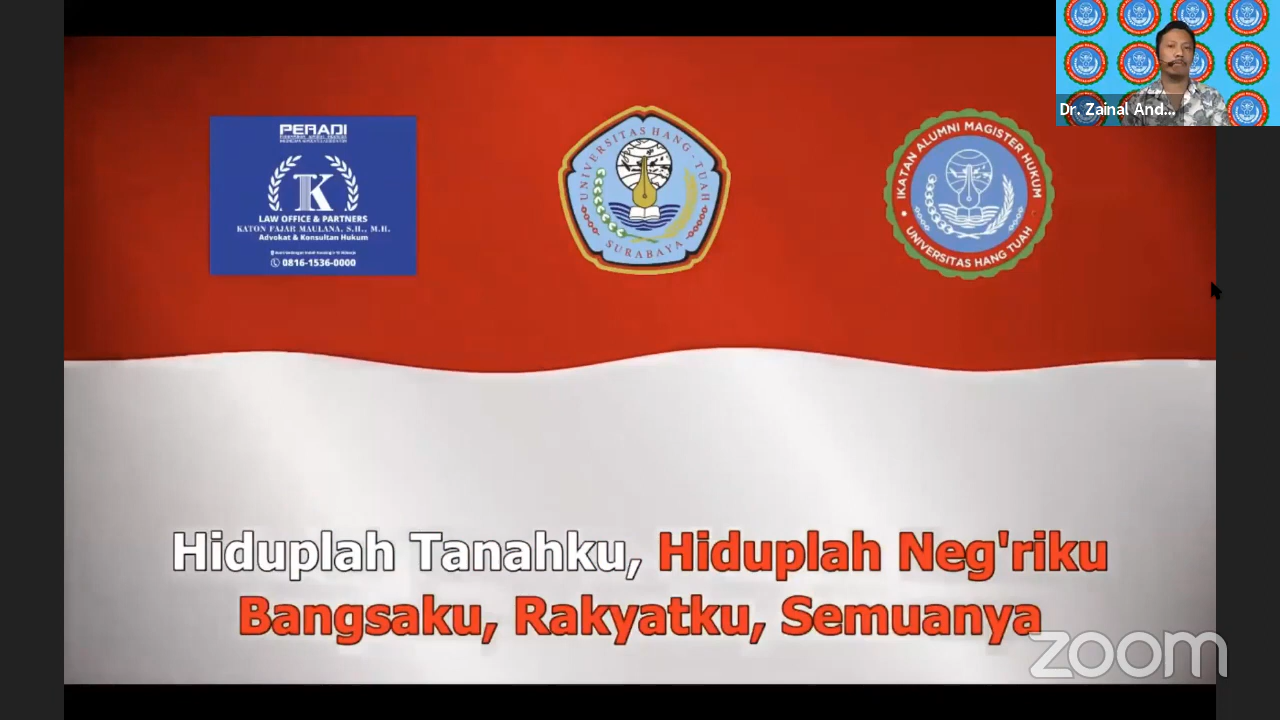 Dr. Zainal And...
PERADI
K
LAW OFFICE & PARTNERS
KATON FAJAR MAULANA, S.H., M.H.
Advokat & Konsultan Hukum
0816-1536-0000
UNIVERSITAS HANG - TUAH
SURABAYA
IKATAN ALUMNI MAGISTER HUKUM
UNIVERSITAS HANG TUAH
Hiduplah Tanahku, Hiduplah Neg'riku
Bangsaku, Rakyatku, Semuanya
zoom